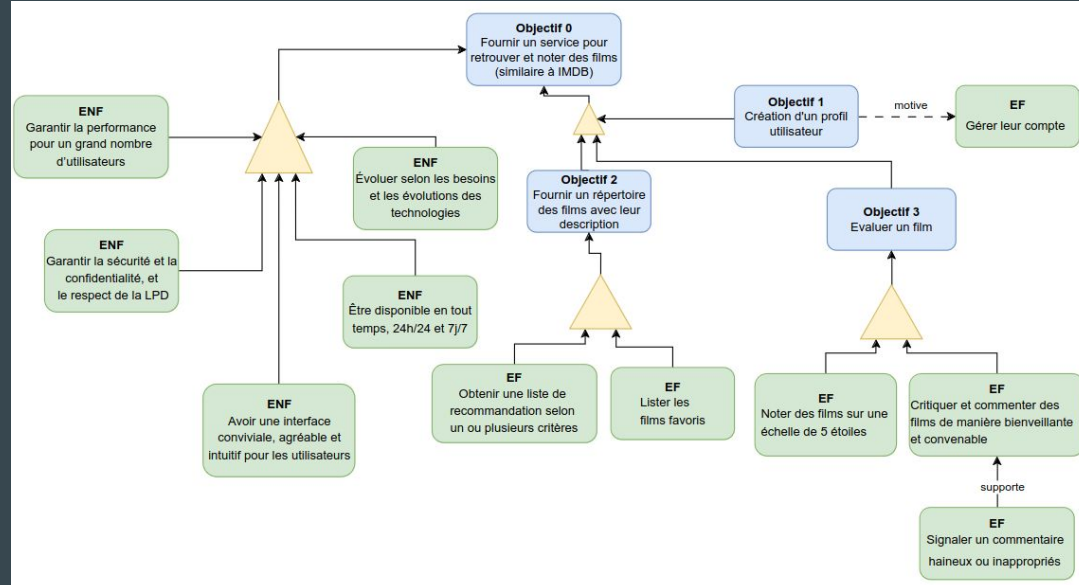 Objectif 0
Fournir un service pour
retrouver et noter des films
(similaire à IMDB)
ENF
Garantir la performance
pour un grand nombre
d'utilisateurs
Objectif 1
Création d'un profil
utilisateur
motive
EF
Gérer leur compte
ENF
Évoluer selon les besoins
et les évolutions des
technologies
Objectif 2
Fournir un répertoire
des films avec leur
description
Objectif 3
Evaluer un film
ENF
Garantir la sécurité et la
confidentialité, et
le respect de la LPD
ENF
Être disponible en tout
temps, 24h/24 et 7j/7
ENF
Avoir une interface
conviviale, agréable et
intuitif pour les utilisateurs
EF
Obtenir une liste de
recommandation selon
un ou plusieurs critères
EF
Lister les
films favoris
EF
Noter des films sur une
échelle de 5 étoiles
EF
Critiquer et commenter des
films de manière bienveillante
et convenable
supporte
EF
Signaler un commentaire
haineux ou inappropriés